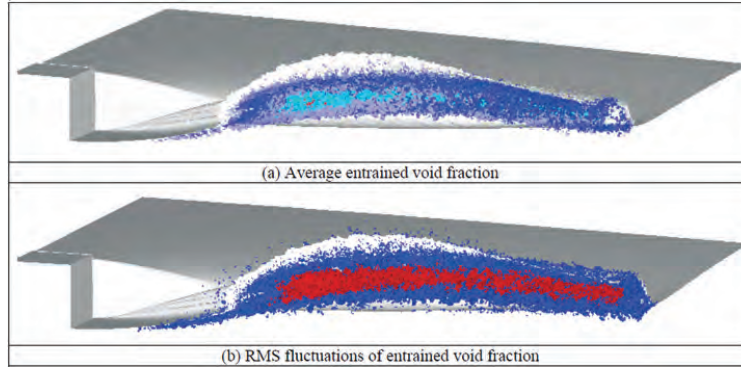 (a) Average entrained void fraction
(b) RMS fluctuations of entrained void fraction